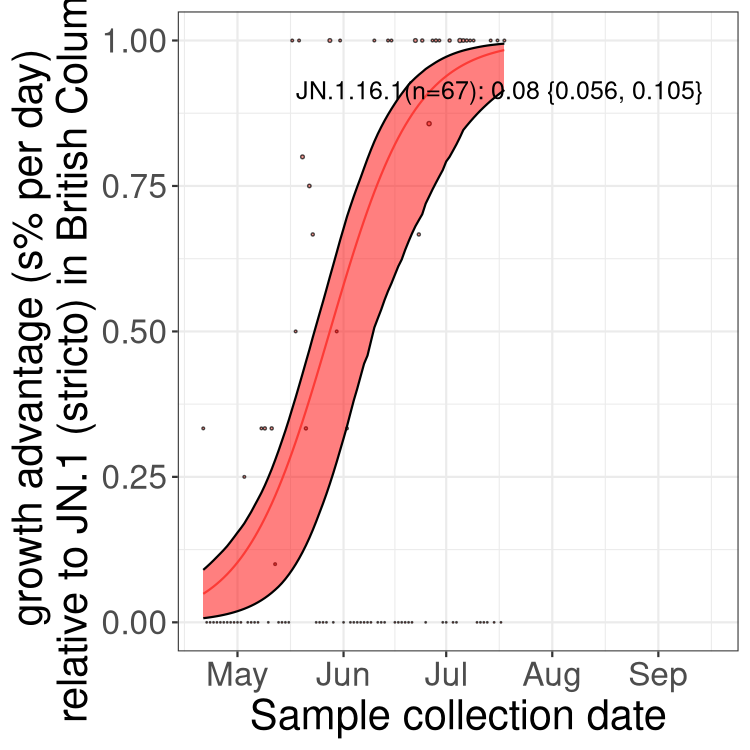 growth advantage (s% per day)
relative to JN.1 (stricto) in British Colum
1.00
0.75
0.50
0.25
0.00
JN.1.16.1(n=67): 0.08 {0.056, 0.105}
May Jun Jul Aug Sep
Sample collection date